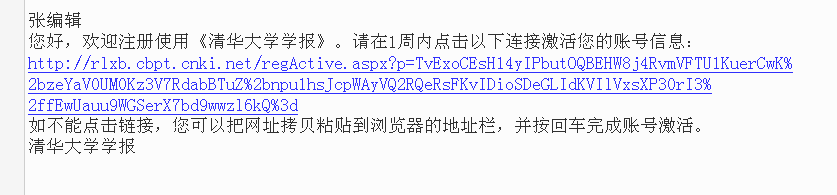 张编辑
您好，欢迎注册使用《清华大学学报》。请在1周内点击以下连接激活您的账号信息：
http://rlxb.cbpt.cnki.net/regActive.aspx?p=TvExoCEsH14yIPbutOQBEHW8j4RvmVFTU1KuerCwK%
2bzeYaV0UM0Kz3V7RdabBTuZ%2bnpu1hsJcpWAyVQ2RQeRsFKvIDioSDeGLIdKVIlVxsXP30rI3%
2ffEwUauu9WGSerX7bd9wwzl6kQ%3d
如不能点击链接，您可以把网址拷贝粘贴到浏览器的地址栏，并按回车完成账号激活。
清华大学学报